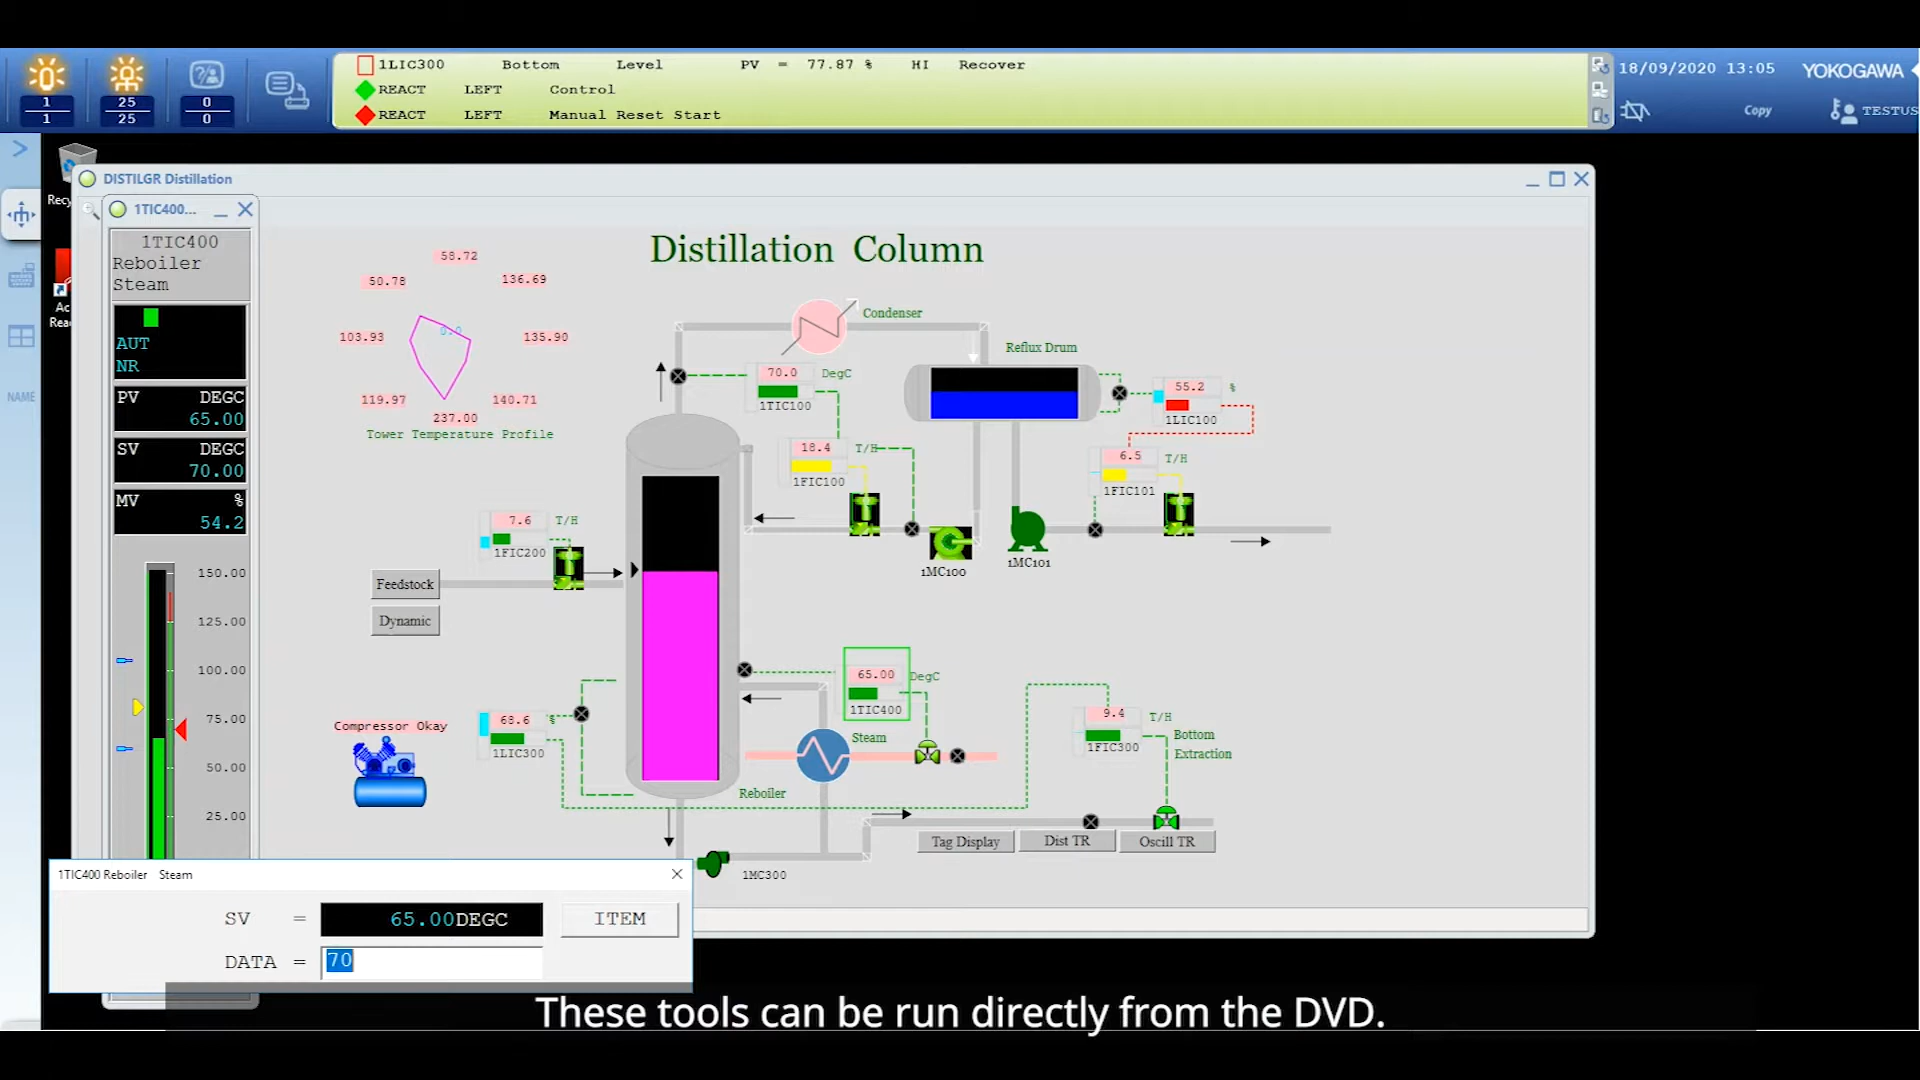 1LIC300 Bottom Level PV = 77.87 % HI Recover
REACT LEFT Control
REACT LEFT Manual Reset Start
1
1
25
25
0
0
18/09/2020 13:05
YOKOGAWA
Copy
TESTUS
NAME
Recy
Ac
Rea
DISTILGR Distillation
1TIC400...
1TIC400
Reboiler
Steam
AUT
NR
PV DEGC
65.00
SV DEGC
70.00
MV %
54.2
150.00
125.00
100.00
75.00
50.00
25.00
Distillation Column
58.72
50.78
136.69
0.0
103.93
135.90
119.97
140.71
237.00
Tower Temperature Profile
Condenser
Reflux Drum
70.0 DegC
1TIC100
55.2 %
1LIC100
18.4 T/H
1FIC100
6.5 T/H
1FIC101
7.6 T/H
1FIC200
1MC100
1MC101
Feedstock
Dynamic
65.00 DegC
1TIC400
Compressor Okay
68.6 %
1LIC300
Steam
Reboiler
9.4 T/H
1FIC300
Bottom
Extraction
Tag Display
Dist TR
Oscill TR
1MC300
1TIC400 Reboiler Steam
SV = 65.00DEGC
ITEM
DATA = 70
These tools can be run directly from the DVD.